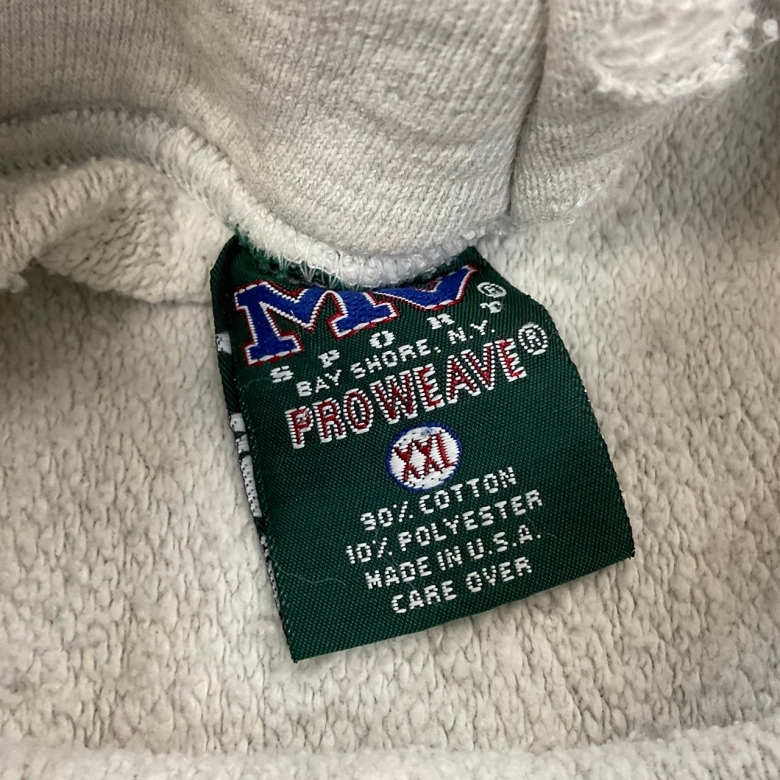 MV®
SPORT
BAY SHORE, N.Y.
PROWEAVE®
XXL
90% COTTON
10% POLYESTER
MADE IN U.S.A.
CARE OVER